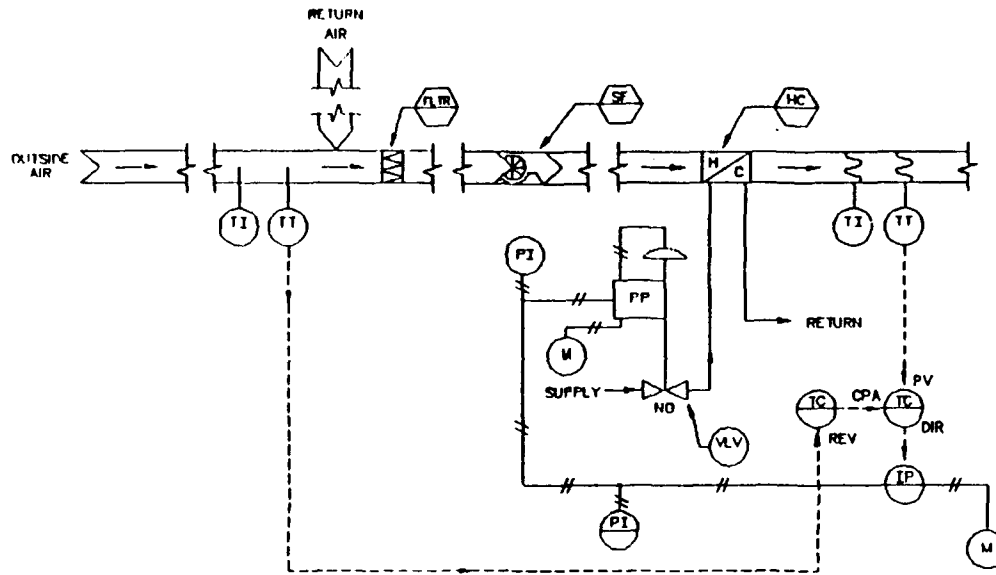 RETURN
AIR
FLTR
SF
HC
OUTSIDE
AIR
H
C
TI
TT
TI
TT
PI
PP
RETURN
M
PV
SUPPLY
NO
TC
CPA
TC
REV
DIR
VLV
IP
PI
M